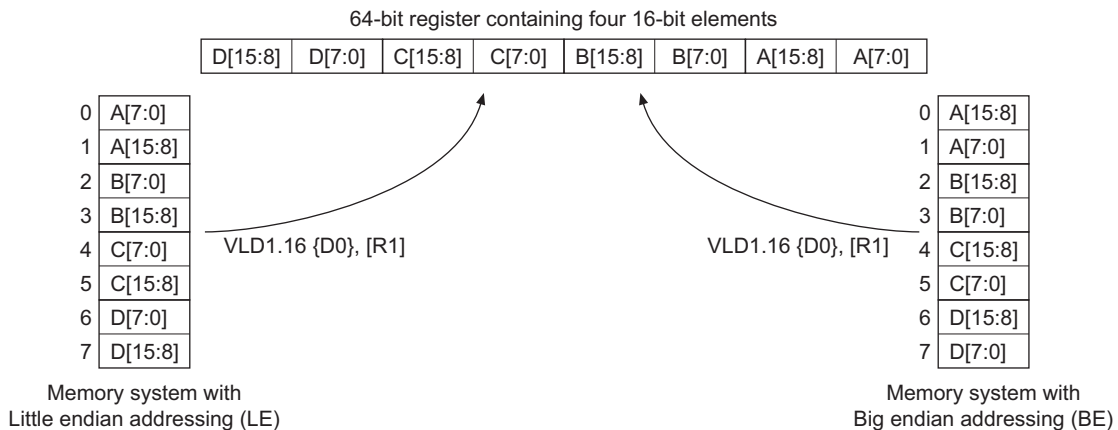 64-bit register containing four 16-bit elements
D[15:8] D[7:0] C[15:8] C[7:0] B[15:8] B[7:0] A[15:8] A[7:0]
0 A[7:0]
1 A[15:8]
2 B[7:0]
3 B[15:8]
4 C[7:0]
5 C[15:8]
6 D[7:0]
7 D[15:8]
VLD1.16 {D0}, [R1]
Memory system with
Little endian addressing (LE)
VLD1.16 {D0}, [R1]
0 A[15:8]
1 A[7:0]
2 B[15:8]
3 B[7:0]
4 C[15:8]
5 C[7:0]
6 D[15:8]
7 D[7:0]
Memory system with
Big endian addressing (BE)